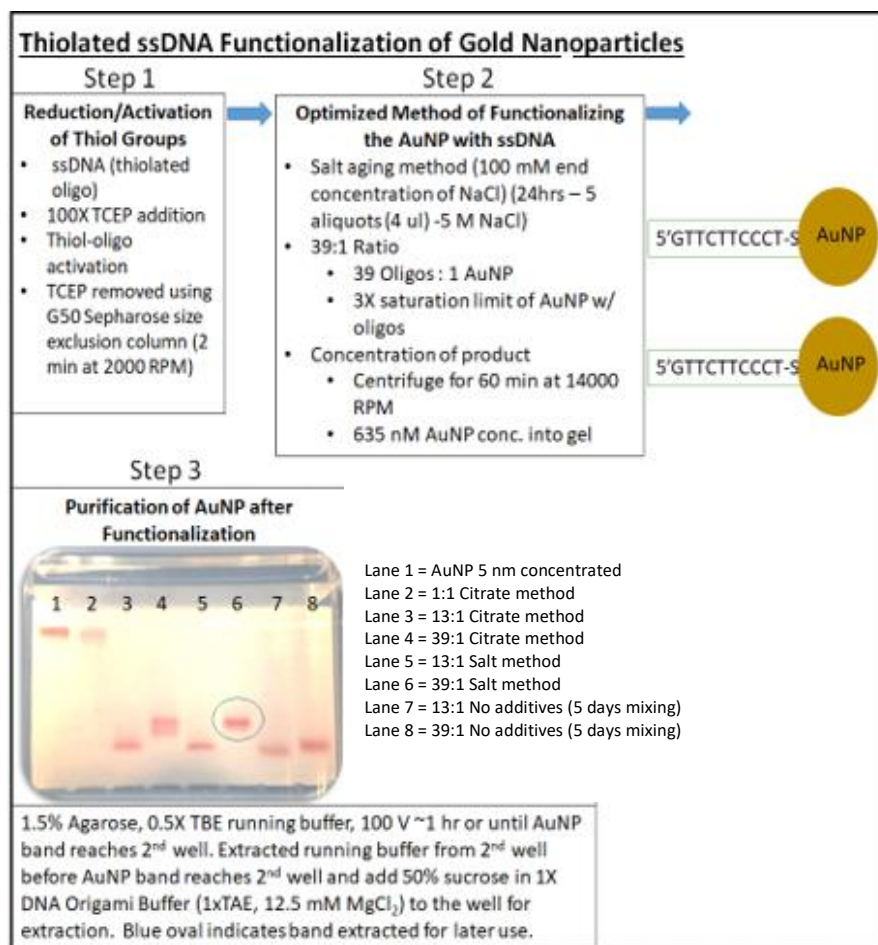 Thiolated ssDNA Functionalization of Gold Nanoparticles
Step 1
Reduction/Activation
of Thiol Groups
• ssDNA (thiolated
oligo)
• 100X TCEP addition
• Thiol-oligo
activation
• TCEP removed using
G50 Sepharose size
exclusion column (2
min at 2000 RPM)
Step 2
Optimized Method of Functionalizing
the AuNP with ssDNA
• Salt aging method (100 mM end
concentration of NaCl) (24hrs – 5
aliquots (4 ul) -5 M NaCl)
• 39:1 Ratio
• 39 Oligos : 1 AuNP
• 3X saturation limit of AuNP w/
oligos
• Concentration of product
• Centrifuge for 60 min at 14000
RPM
• 635 nM AuNP conc. into gel
5'GTTCTTCCCT-S AuNP
5'GTTCTTCCCT-S AuNP
Step 3
Purification of AuNP after
Functionalization
1 2 3 4 5 6 7 8
Lane 1 = AuNP 5 nm concentrated
Lane 2 = 1:1 Citrate method
Lane 3 = 13:1 Citrate method
Lane 4 = 39:1 Citrate method
Lane 5 = 13:1 Salt method
Lane 6 = 39:1 Salt method
Lane 7 = 13:1 No additives (5 days mixing)
Lane 8 = 39:1 No additives (5 days mixing)
1.5% Agarose, 0.5X TBE running buffer, 100 V ~1 hr or until AuNP
band reaches 2nd well. Extracted running buffer from 2nd well
before AuNP band reaches 2nd well and add 50% sucrose in 1X
DNA Origami Buffer (1xTAE, 12.5 mM MgCl2) to the well for
extraction. Blue oval indicates band extracted for later use.